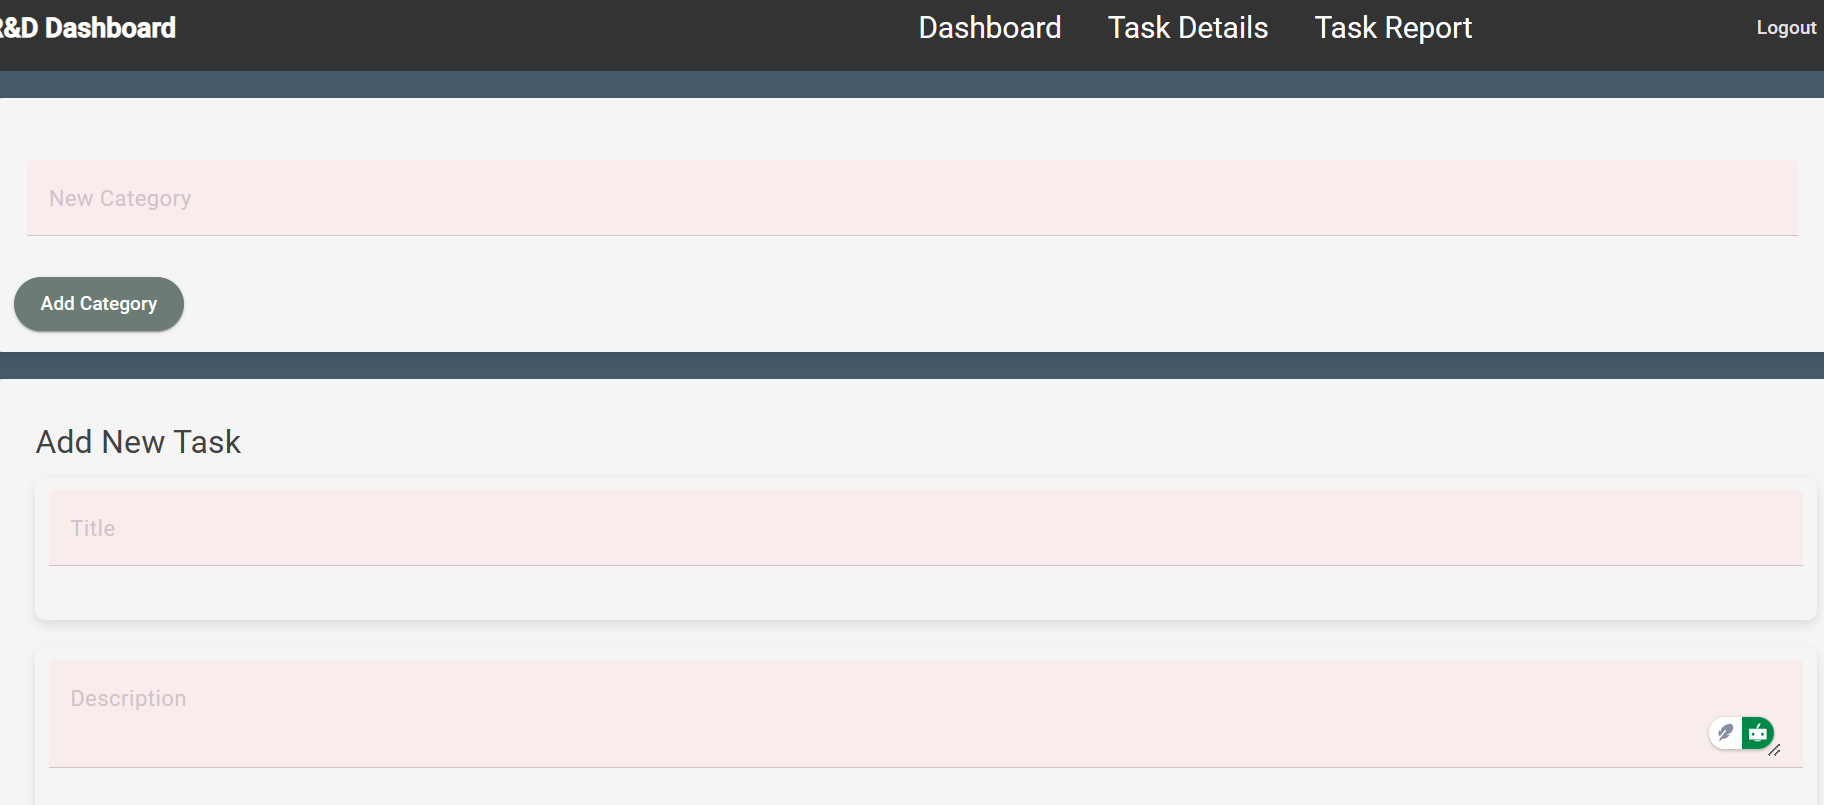 R&D Dashboard
Dashboard Task Details Task Report
Logout
New Category
Add Category
Add New Task
Title
Description